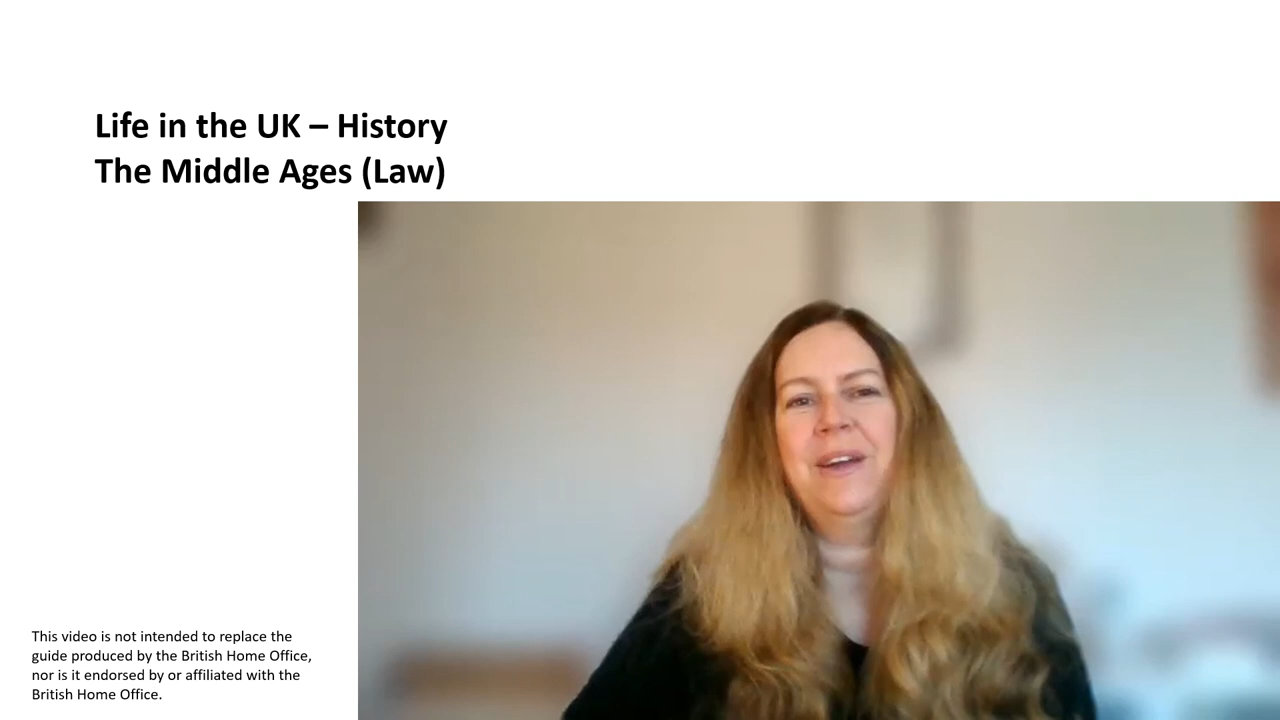 Life in the UK – History
The Middle Ages (Law)
This video is not intended to replace the
guide produced by the British Home Office,
nor is it endorsed by or affiliated with the
British Home Office.